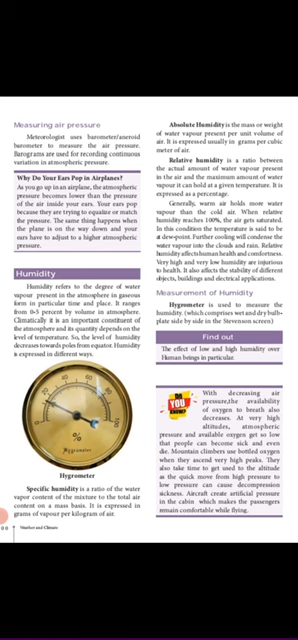 Measuring air pressure
Meteorologist uses barometer/aneroid
barometer to measure the air pressure.
Barograms are used for recording continuous
variation in atmospheric pressure.
Why Do Your Ears Pop in Airplanes?
As you go up in an airplane, the atmospheric
pressure becomes lower than the pressure
of the air inside your ears. Your ears pop
because they are trying to equalize or match
the pressure. The same thing happens when
the plane is on the way down and your
ears have to adjust to a higher atmospheric
pressure.
Humidity
Humidity refers to the degree of water
vapour present in the atmosphere in gaseous
form in particular time and place. It ranges
from 0-5 percent by volume in atmosphere.
Climatically it is an important constituent of
the atmosphere and its quantity depends on the
level of temperature. So, the level of humidity
decreases towards poles from equator. Humidity
is expressed in different ways.
0 20 40 60 80 100
%
Hygrometer
Hygrometer
Specific humidity is a ratio of the water
vapor content of the mixture to the total air
content on a mass basis. It is expressed in
grams of vapour per kilogram of air.
Weather and Climate
Absolute Humidity is the mass or weight
of water vapour present per unit volume of
air. It is expressed usually in grams per cubic
meter of air.
Relative humidity is a ratio between
the actual amount of water vapour present
in the air and the maximum amount of water
vapour it can hold at a given temperature. It is
expressed as a percentage.
Generally, warm air holds more water
vapour than the cold air. When relative
humidity reaches 100%, the air gets saturated.
In this condition the temperature is said to be
at dew-point. Further cooling will condense the
water vapour into the clouds and rain. Relative
humidity affects human health and comfortness.
Very high and very low humidity are injurious
to health. It also affects the stability of different
objects, buildings and electrical applications.
Measurement of Humidity
Hygrometer is used to measure the
humidity. (which comprises wet and dry bulb-
plate side by side in the Stevenson screen)
Find out
The effect of low and high humidity over
Human beings in particular.
DO YOU KNOW?
With decreasing air
pressure,the availability
of oxygen to breath also
decreases. At very high
altitudes, atmospheric
pressure and available oxygen get so low
that people can become sick and even
die. Mountain climbers use bottled oxygen
when they ascend very high peaks. They
also take time to get used to the altitude
as the quick move from high pressure to
low pressure can cause decompression
sickness. Aircraft create artificial pressure
in the cabin which makes the passengers
remain comfortable while flying.